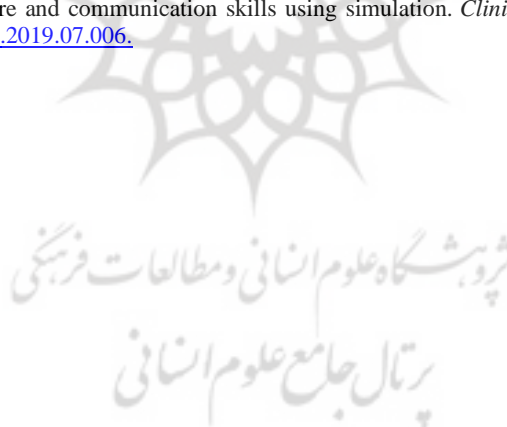 re and communication skills using simulation. Clini
.2019.07.006.
پژوهشگاه علوم انسانی و مطالعات فرهنگی
پرتال جامع علوم انسانی